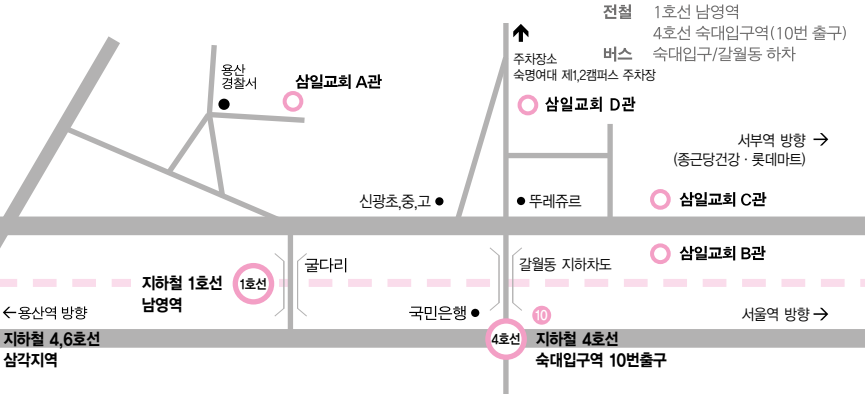 전철 1호선 남영역
4호선 숙대입구역(10번 출구)
버스 숙대입구/갈월동 하차
주차장소
숙명여대 제1,2캠퍼스 주차장
용산
경찰서
삼일교회 A관
삼일교회 D관
서부역 방향
(종근당건강 · 롯데마트)
신광초,중,고
뚜레쥬르
삼일교회 C관
삼일교회 B관
굴다리
갈월동 지하차도
지하철 1호선
남영역
1호선
용산역 방향
국민은행
10
서울역 방향
지하철 4,6호선
삼각지역
4호선
지하철 4호선
숙대입구역 10번출구